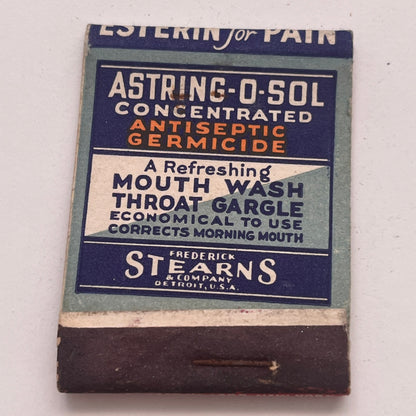 ESTERIN for PAIN
ASTRING-O-SOL
CONCENTRATED
ANTISEPTIC
GERMICIDE
A Refreshing
MOUTH WASH
THROAT GARGLE
ECONOMICAL TO USE
CORRECTS MORNING MOUTH
FREDERICK
STEARNS
& COMPANY
DETROIT, U.S.A.